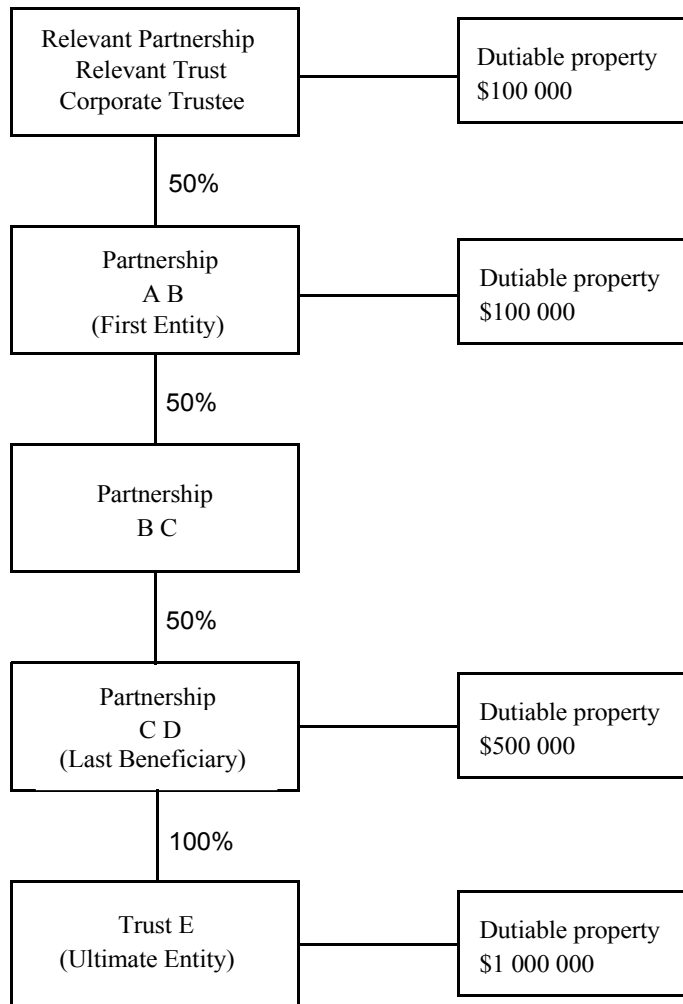 Relevant Partnership
Relevant Trust
Corporate Trustee
Dutiable property
$100 000
50%
Partnership
A B
(First Entity)
Dutiable property
$100 000
50%
Partnership
B C
50%
Partnership
C D
(Last Beneficiary)
Dutiable property
$500 000
100%
Trust E
(Ultimate Entity)
Dutiable property
$1 000 000